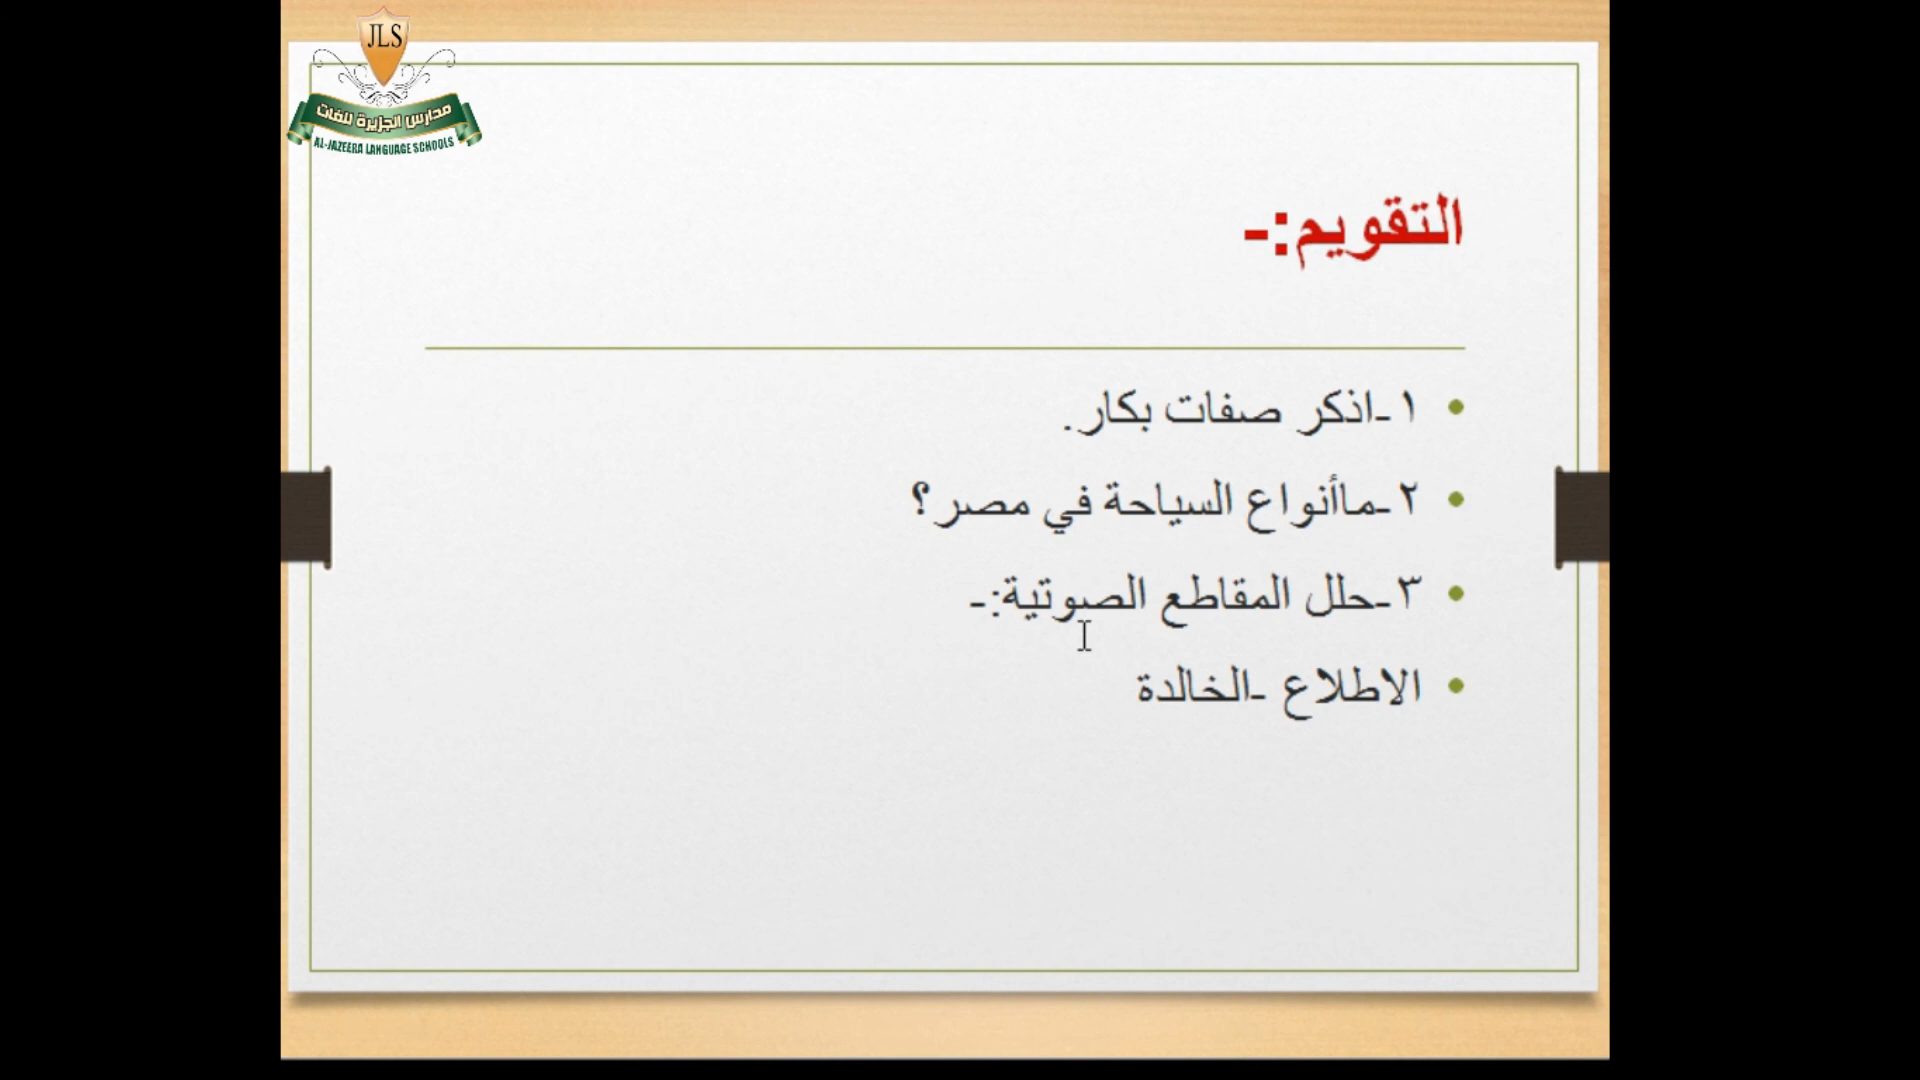 JLS
مدارس الجزيرة للغات
AL-JAZEERA LANGUAGE SCHOOLS
التقويم:-
١-اذكر صفات بكار.
٢-ماأنواع السياحة في مصر؟
٣-حلل المقاطع الصوتية:-
الاطلاع -الخالدة